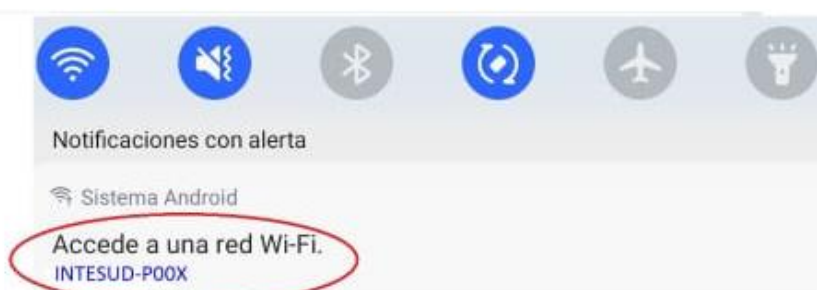 Notificaciones con alerta
Sistema Android
Accede a una red Wi-Fi.
INTESUD-P00X